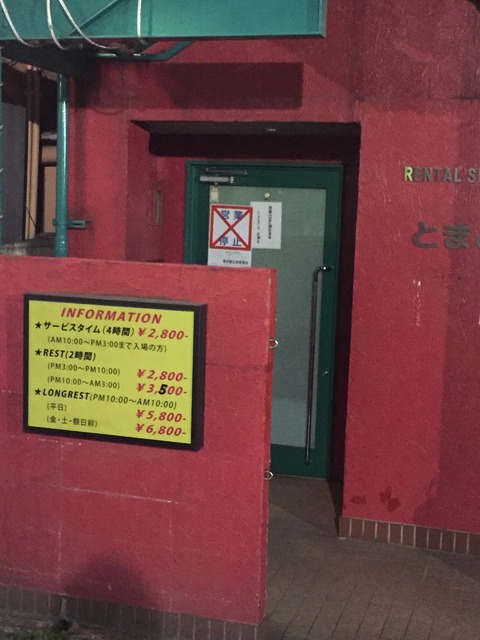 RENTAL S
とま
営業
停止
INFORMATION
★サービスタイム(4時間) ¥2,800-
(AM10:00～PM3:00まで入場の方)
★REST(2時間)
(PM3:00～PM10:00) ¥2,800-
(PM10:00～AM3:00) ¥3,500-
★LONGREST(PM10:00～AM10:00)
(平日) ¥5,800-
(金・土・祭日前) ¥6,800-